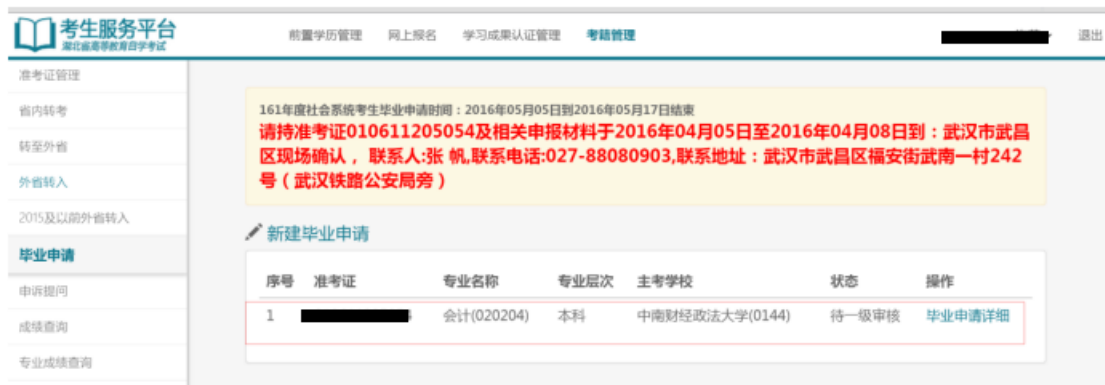 考生服务平台
湖北省高等教育自学考试
前置学历管理 网上报名 学习成果认证管理 考籍管理 退出
准考证管理
省内转考
转至外省
外省转入
2015及以前外省转入
毕业申请
申诉提问
成绩查询
专业成绩查询
161年度社会系统考生毕业申请时间：2016年05月05日到2016年05月17日结束
请持准考证010611205054及相关申报材料于2016年04月05日至2016年04月08日到：武汉市武昌
区现场确认， 联系人:张 帆,联系电话:027-88080903,联系地址：武汉市武昌区福安街武南一村242
号（武汉铁路公安局旁）
新建毕业申请
序号 准考证 专业名称 专业层次 主考学校 状态 操作
1 会计(020204) 本科 中南财经政法大学(0144) 待一级审核 毕业申请详细